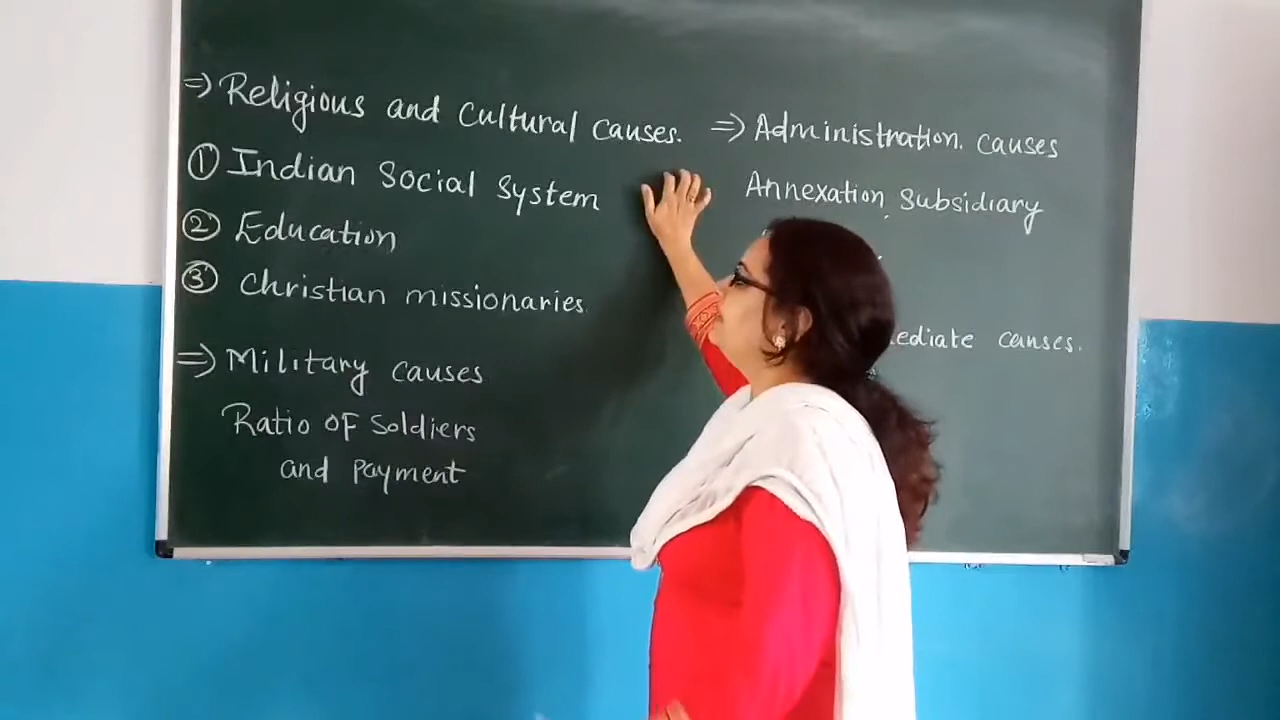 ⇒ Religious and Cultural causes.
① Indian Social System
② Education
③ Christian missionaries.
⇒ Military causes
Ratio OF Soldiers
and Payment
⇒ Administration. causes
Annexation, Subsidiary
causes.